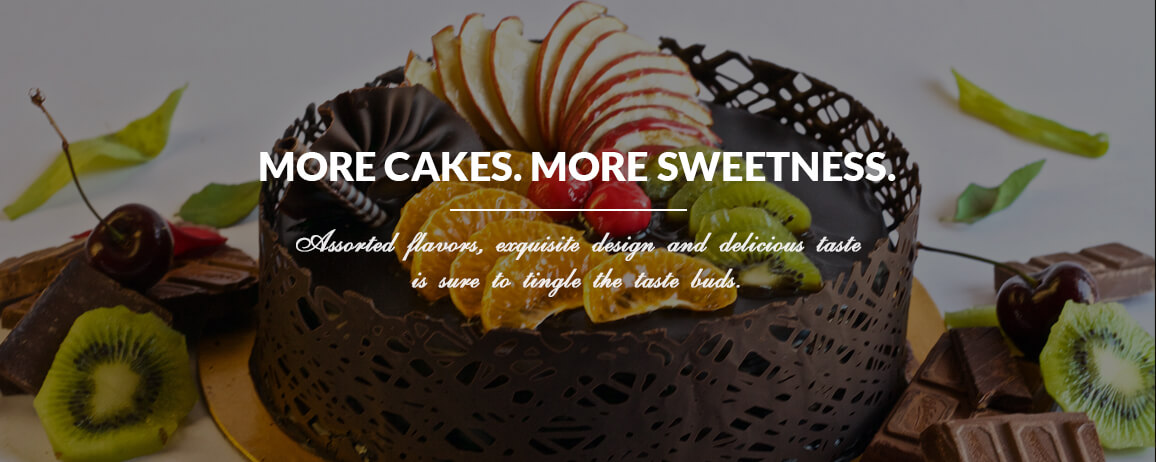 MORE CAKES. MORE SWEETNESS.
Assorted flavors, exquisite design and delicious taste
is sure to tingle the taste buds.